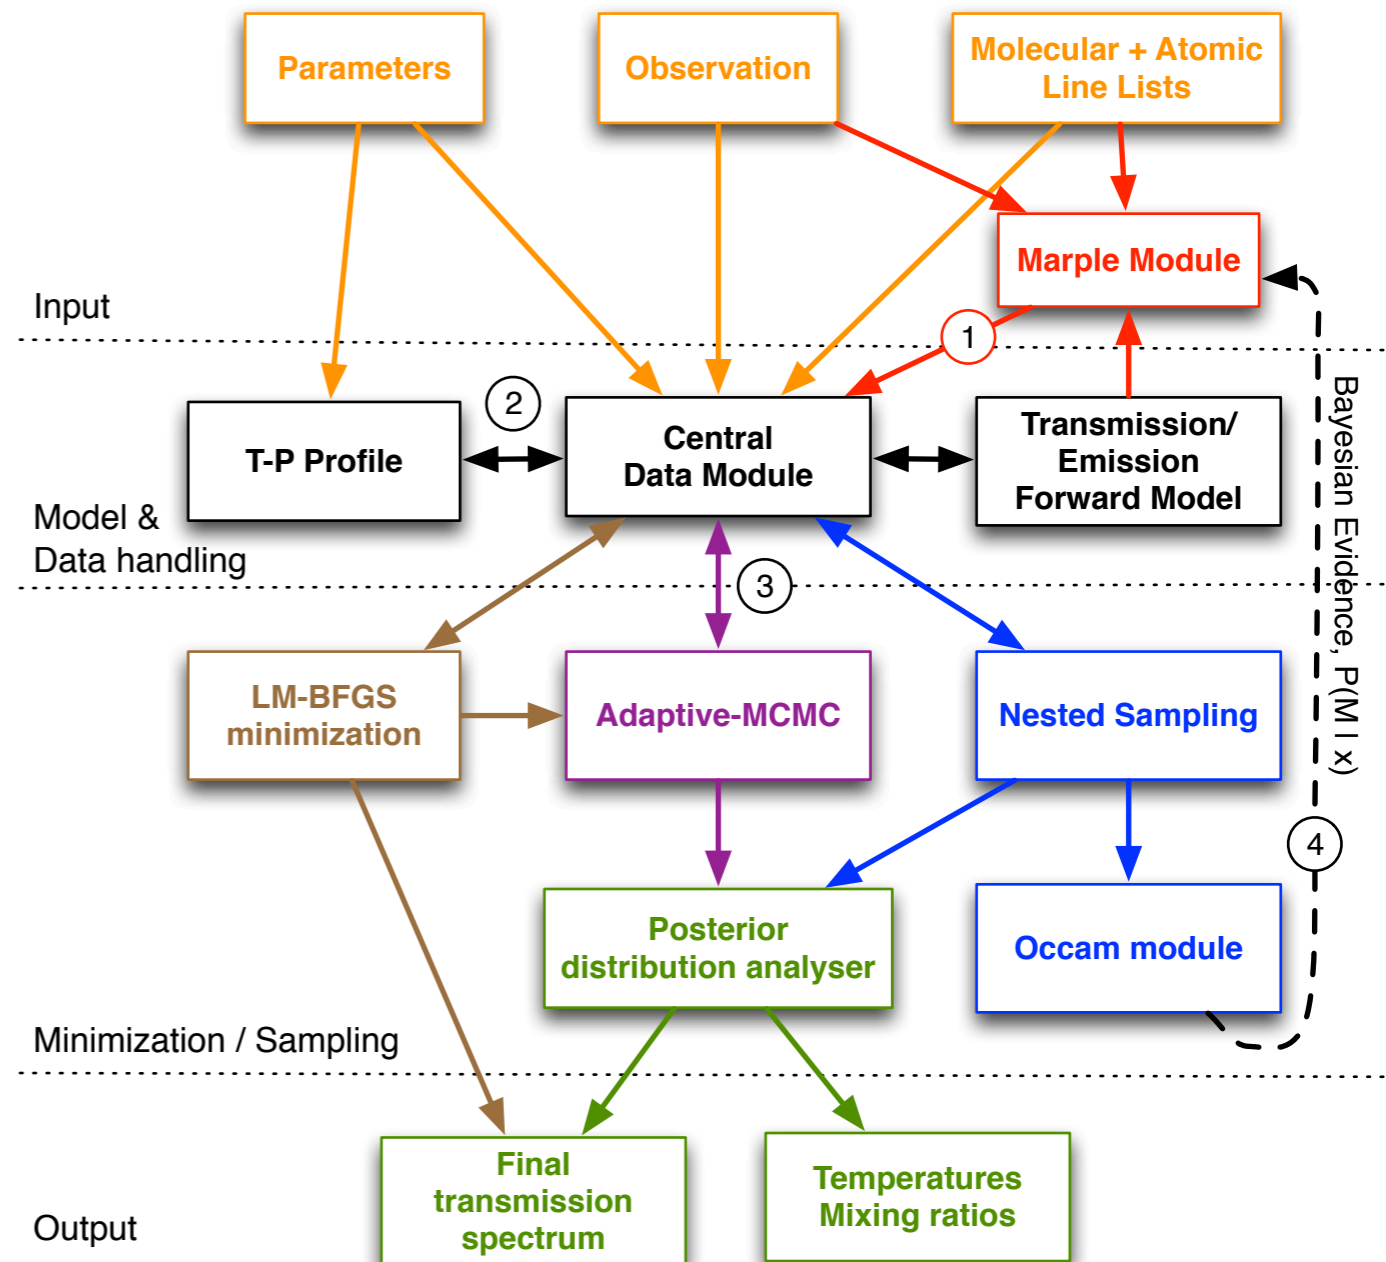 Parameters
Observation
Molecular + Atomic
Line Lists
Marple Module
Input
1
2
T-P Profile
Central
Data Module
Transmission/
Emission
Forward Model
Bayesian Evidence, P(M | x)
Model &
Data handling
3
LM-BFGS
minimization
Adaptive-MCMC
Nested Sampling
4
Posterior
distribution analyser
Occam module
Minimization / Sampling
Final
transmission
spectrum
Temperatures
Mixing ratios
Output